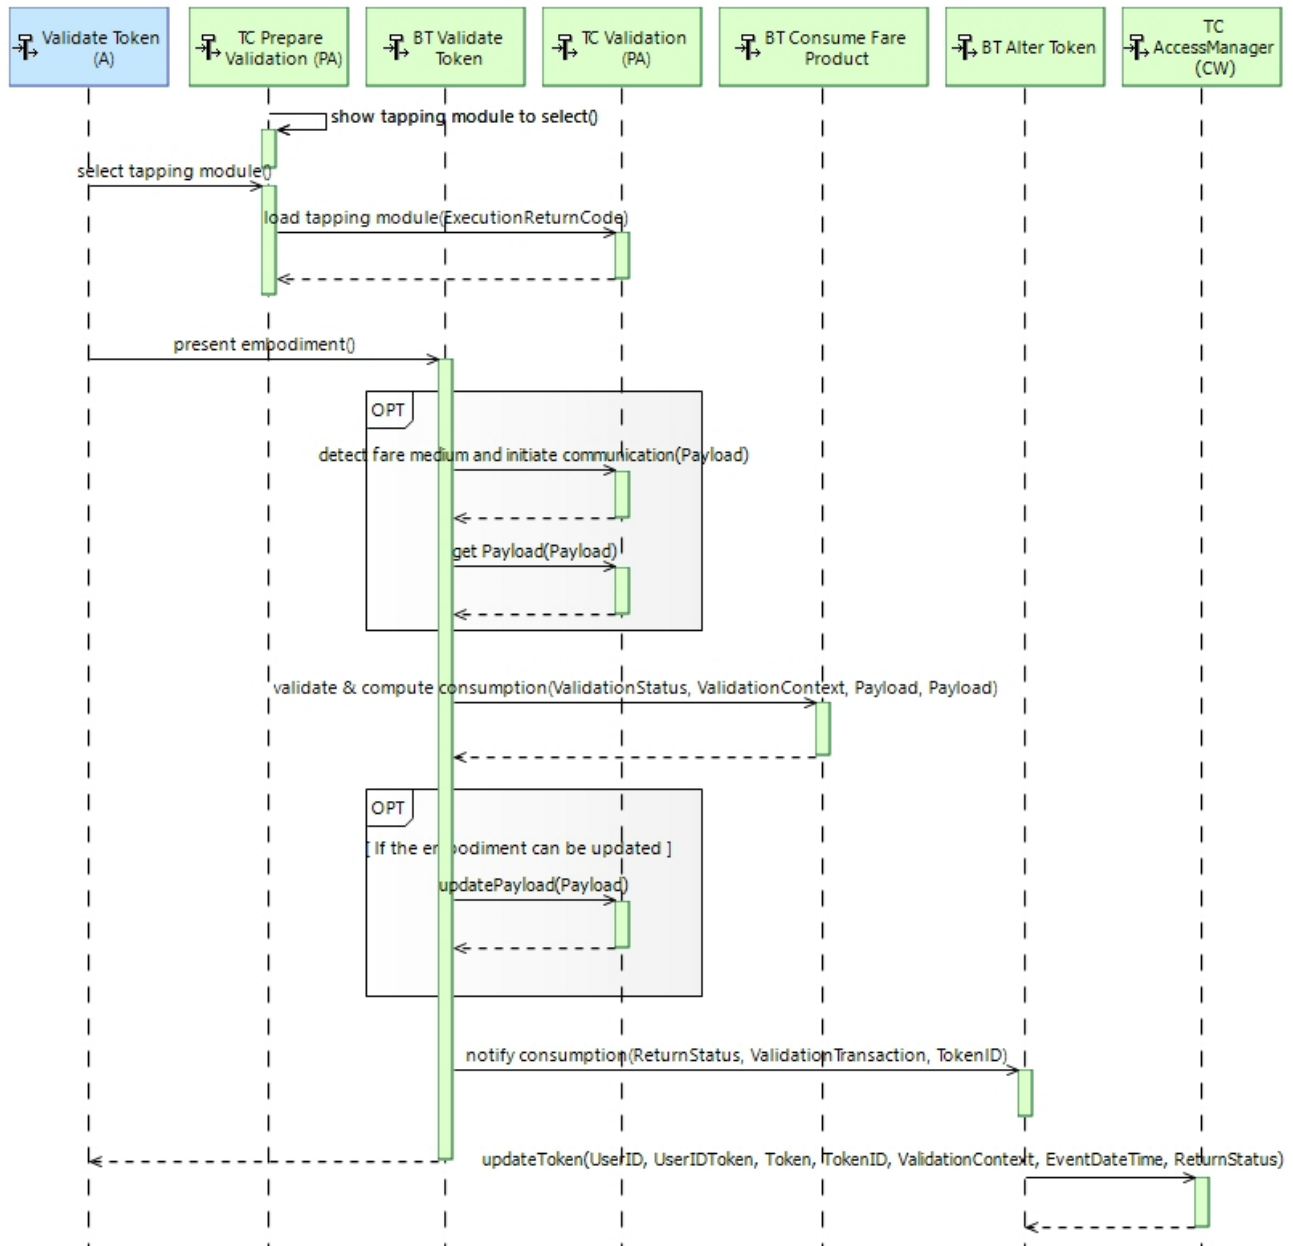 Validate Token
(A)
TC Prepare
Validation (PA)
BT Validate
Token
TC Validation
(PA)
BT Consume Fare
Product
BT Alter Token
TC
AccessManager
(CW)
show tapping module to select()
select tapping module()
load tapping module(ExecutionReturnCode)
present embodiment()
OPT
detect fare medium and initiate communication(Payload)
get Payload(Payload)
validate & compute consumption(ValidationStatus, ValidationContext, Payload, Payload)
OPT
[ If the embodiment can be updated ]
updatePayload(Payload)
notify consumption(ReturnStatus, ValidationTransaction, TokenID)
updateToken(UserID, UserIDToken, Token, TokenID, ValidationContext, EventDateTime, ReturnStatus)